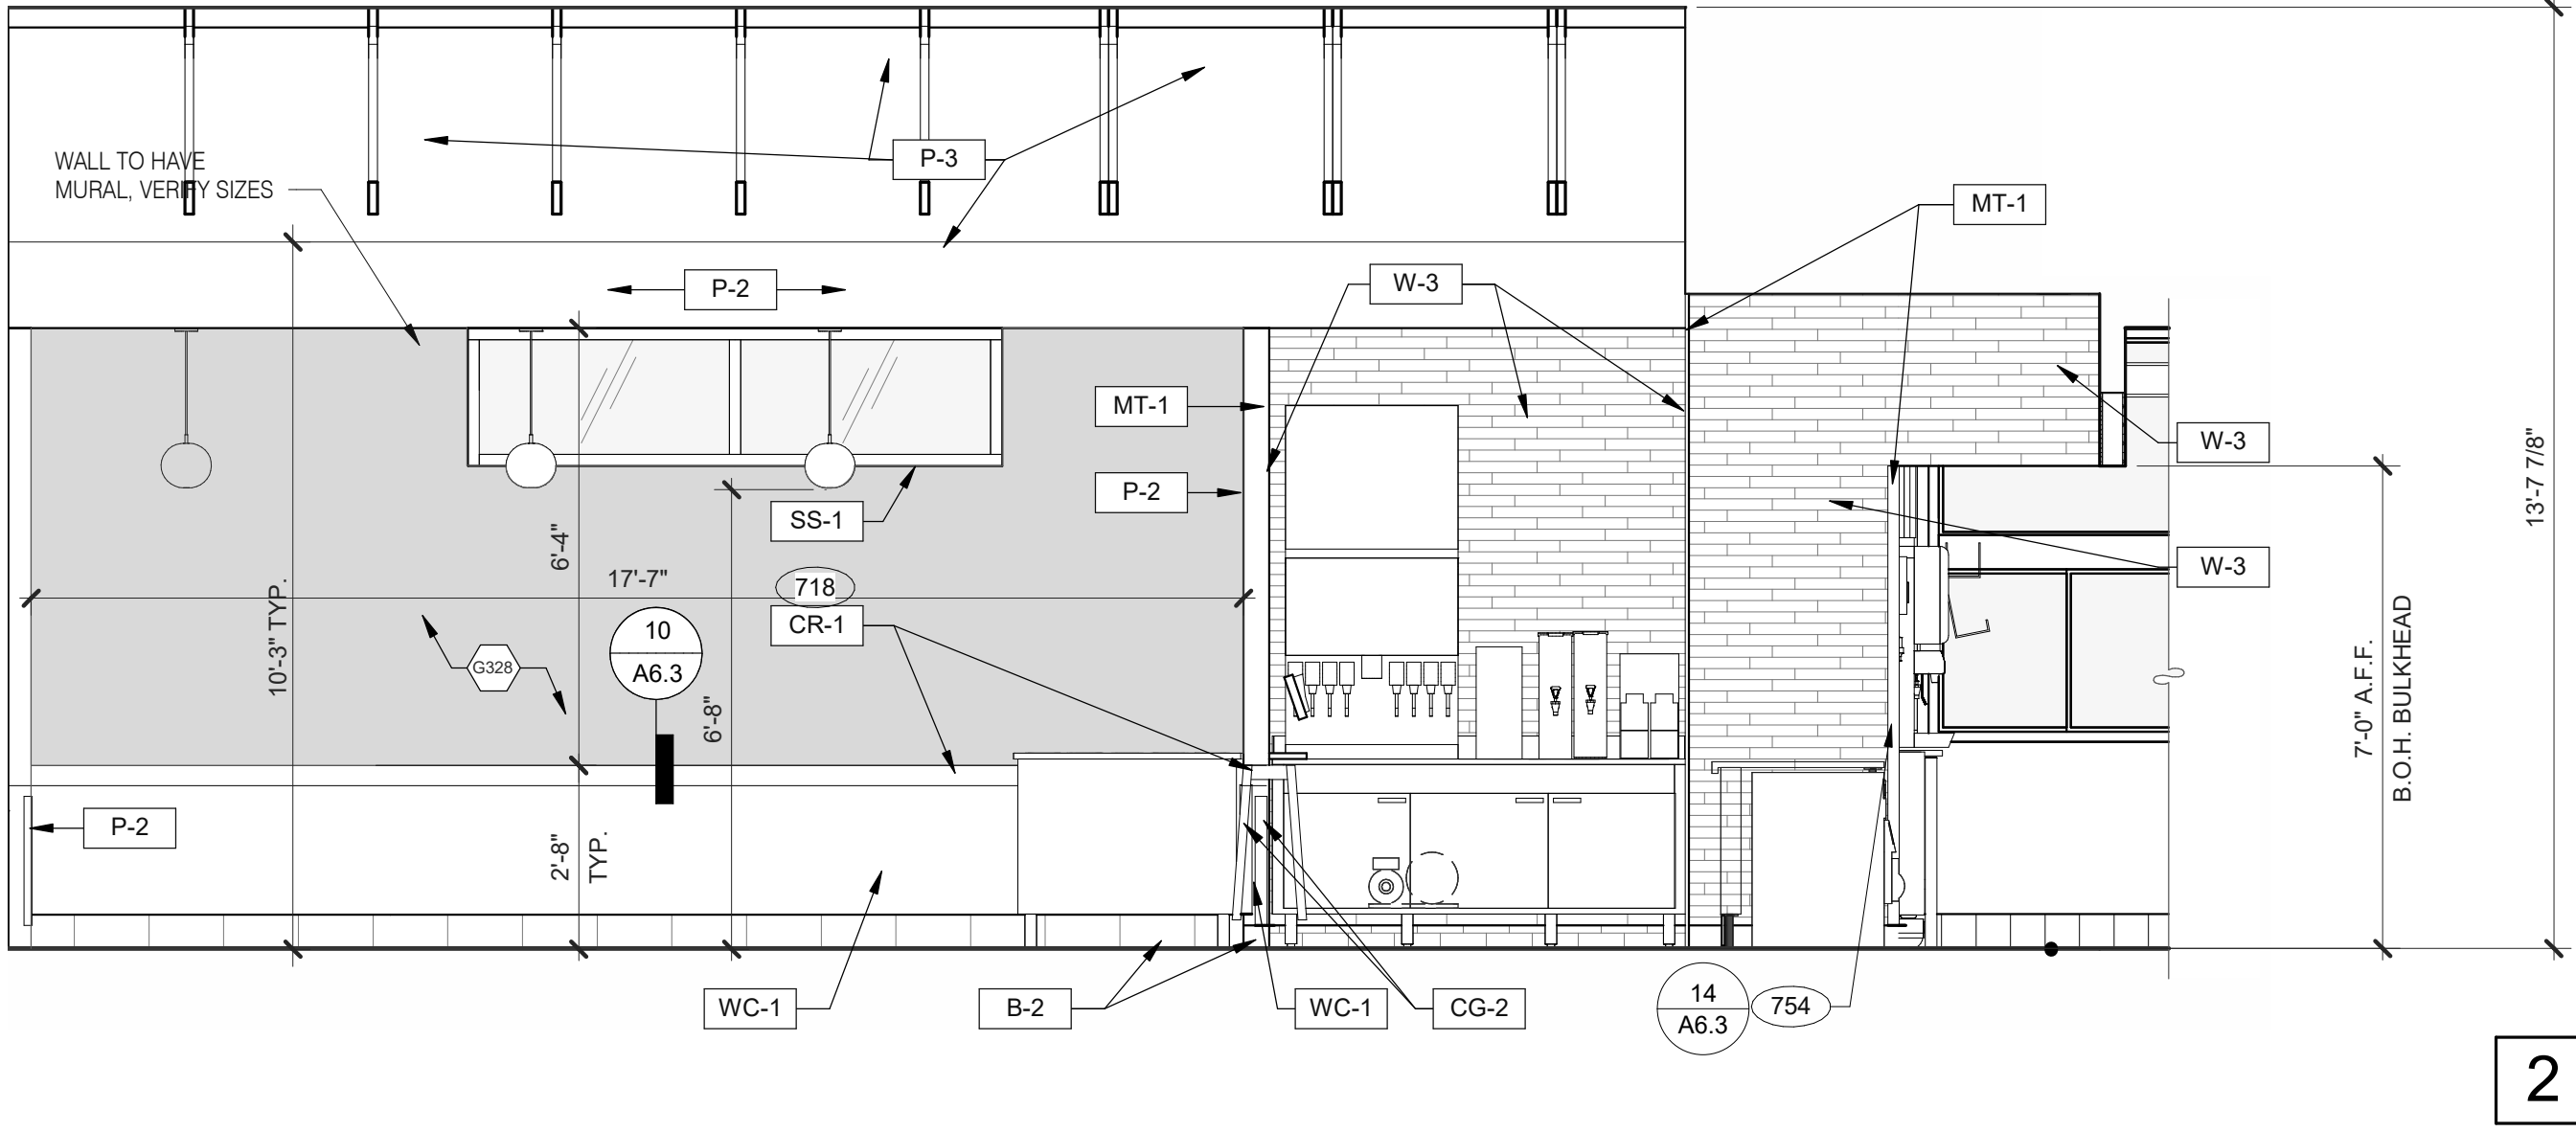 P-3
WALL TO HAVE
MURAL, VERIFY SIZES
MT-1
P-2
W-3
MT-1
W-3
P-2
SS-1
13'-7 7/8"
6'-4"
17'-7"
718
W-3
CR-1
10'-3" TYP.
G328
10
A6.3
6'-8"
7'-0" A.F.F.
B.O.H. BULKHEAD
P-2
2'-8"
TYP.
WC-1
B-2
WC-1
CG-2
14
A6.3
754
2